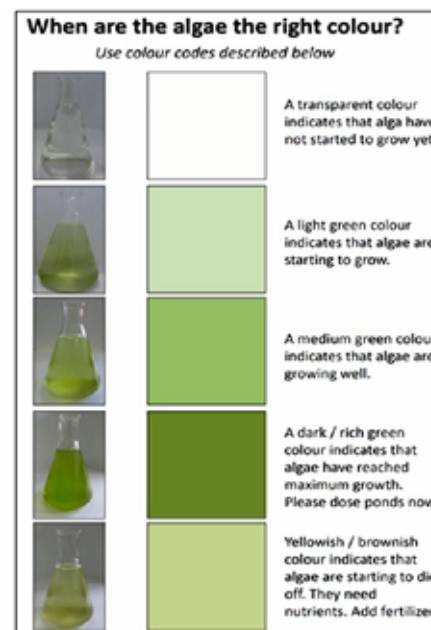 When are the algae the right colour?
Use colour codes described below
A transparent colour
indicates that alga have
not started to grow yet
A light green colour
indicates that algae are
starting to grow.
A medium green colou
indicates that algae are
growing well.
A dark / rich green
colour indicates that
algae have reached
maximum growth.
Please dose ponds now
Yellowish / brownish
colour indicates that
algae are starting to die
off. They need
nutrients. Add fertilizer